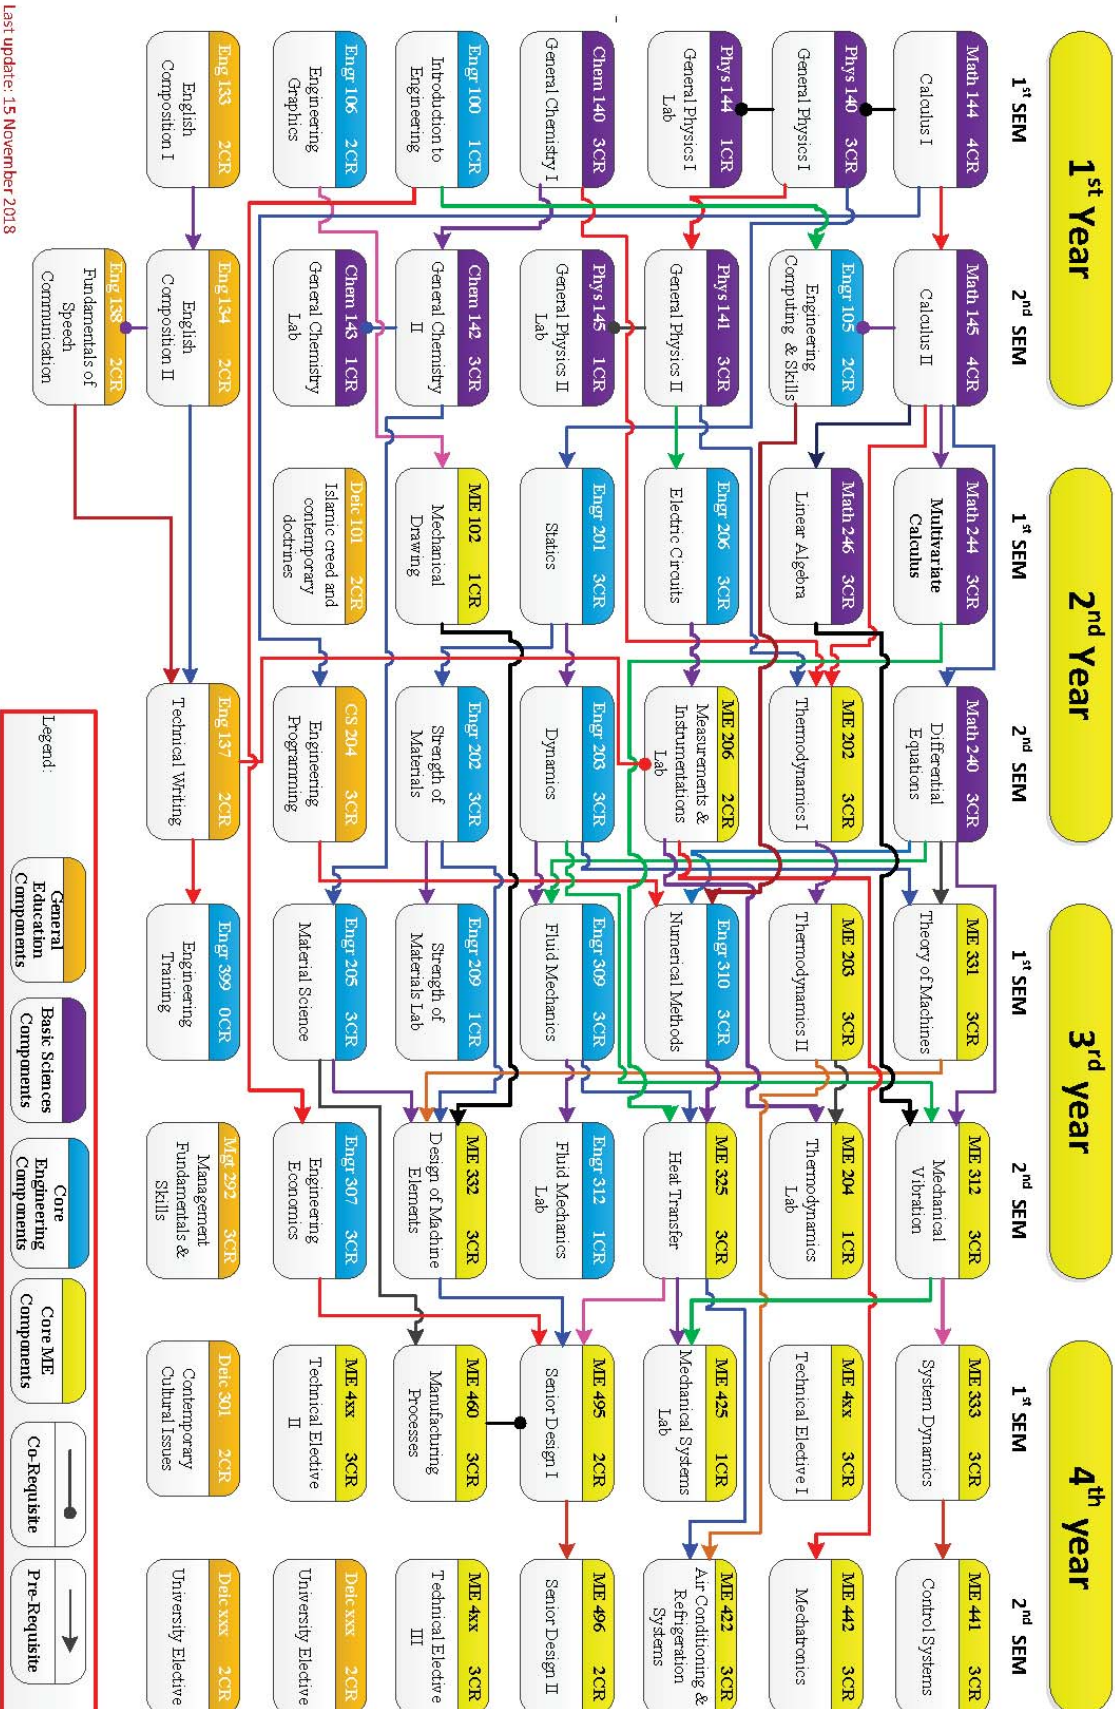 1st Year
2nd Year
3rd year
4th year
1st SEM
2nd SEM
1st SEM
2nd SEM
1st SEM
2nd SEM
1st SEM
2nd SEM
Math 144 4CR
Calculus I
Phys 140 3CR
General Physics I
Phys 144 1CR
General Physics I
Lab
Chem 140 3CR
General Chemistry I
Engr 100 1CR
Introduction to
Engineering
Engr 106 2CR
Engineering
Graphics
Eng 133 2CR
English
Composition I
Math 145 4CR
Calculus II
Engr 105 2CR
Engineering
Computing & Skills
Phys 141 3CR
General Physics II
Phys 145 1CR
General Physics II
Lab
Chem 142 3CR
General Chemistry
II
Chem 143 1CR
General Chemistry
Lab
Eng 134 2CR
English
Composition II
Eng 138 2CR
Fundamentals of
Speech
Communication
Math 244 3CR
Multivariate
Calculus
Math 246 3CR
Linear Algebra
Engr 206 3CR
Electric Circuits
Engr 201 3CR
Statics
ME 102 1CR
Mechanical
Drawing
Deic 101 2CR
Islamic creed and
contemporary
doctrines
Math 240 3CR
Differential
Equations
ME 202 3CR
Thermodynamics I
ME 206 2CR
Measurements &
Instrumentations
Lab
Engr 203 3CR
Dynamics
Engr 202 3CR
Strength of
Materials
CS 204 3CR
Engineering
Programming
Eng 137 2CR
Technical Writing
ME 331 3CR
Theory of Machines
ME 203 3CR
Thermodynamics II
Engr 310 3CR
Numerical Methods
Engr 309 3CR
Fluid Mechanics
Engr 209 1CR
Strength of
Materials Lab
Engr 205 3CR
Material Science
Engr 399 0CR
Engineering
Training
ME 312 3CR
Mechanical
Vibration
ME 204 1CR
Thermodynamics
Lab
ME 325 3CR
Heat Transfer
Engr 312 1CR
Fluid Mechanics
Lab
ME 332 3CR
Design of Machine
Elements
Engr 307 3CR
Engineering
Economics
Mgt 292 3CR
Management
Fundamentals &
Skills
ME 333 3CR
System Dynamics
ME 4xx 3CR
Technical Elective I
ME 425 1CR
Mechanical Systems
Lab
ME 495 2CR
Senior Design I
ME 460 3CR
Manufacturing
Processes
ME 4xx 3CR
Technical Elective
II
Deic 301 2CR
Contemporary
Cultural Issues
ME 441 3CR
Control Systems
ME 442 3CR
Mechatronics
ME 422 3CR
Air Conditioning &
Refrigeration
Systems
ME 496 2CR
Senior Design II
ME 4xx 3CR
Technical Elective
III
Deic xxx 2CR
University Elective
Deic xxx 2CR
University Elective
Legend:
General
Education
Components
Basic Sciences
Components
Core
Engineering
Components
Core ME
Components
Co-Requisite
Pre-Requisite
Last update: 15 November 2018